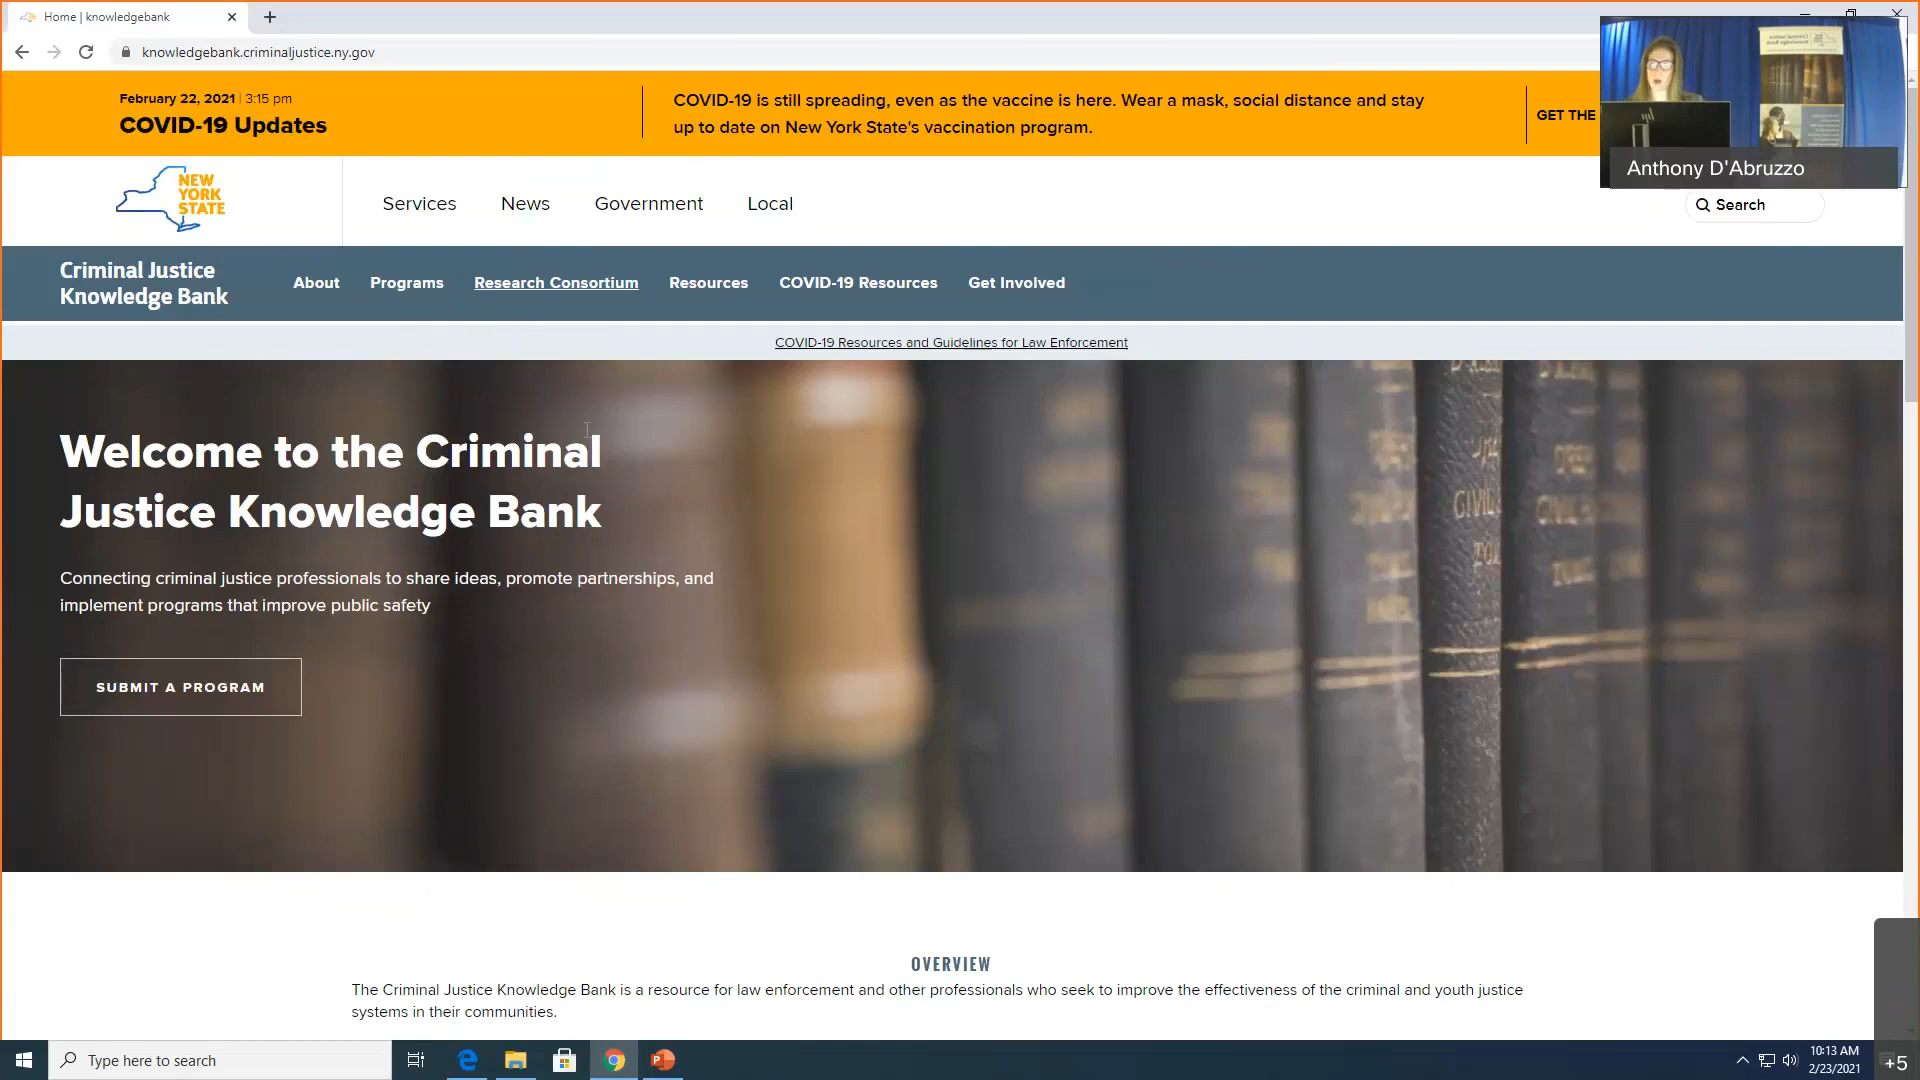 Home | knowledgebank
knowledgebank.criminaljustice.ny.gov
February 22, 2021 | 3:15 pm
COVID-19 Updates
COVID-19 is still spreading, even as the vaccine is here. Wear a mask, social distance and stay
up to date on New York State's vaccination program.
GET THE
Anthony D'Abruzzo
NEW
YORK
STATE
Services News Government Local
Search
Criminal Justice
Knowledge Bank
About Programs Research Consortium Resources COVID-19 Resources Get Involved
COVID-19 Resources and Guidelines for Law Enforcement
Welcome to the Criminal
Justice Knowledge Bank
Connecting criminal justice professionals to share ideas, promote partnerships, and
implement programs that improve public safety
SUBMIT A PROGRAM
OVERVIEW
The Criminal Justice Knowledge Bank is a resource for law enforcement and other professionals who seek to improve the effectiveness of the criminal and youth justice
systems in their communities.
Type here to search
10:13 AM
2/23/2021
+5